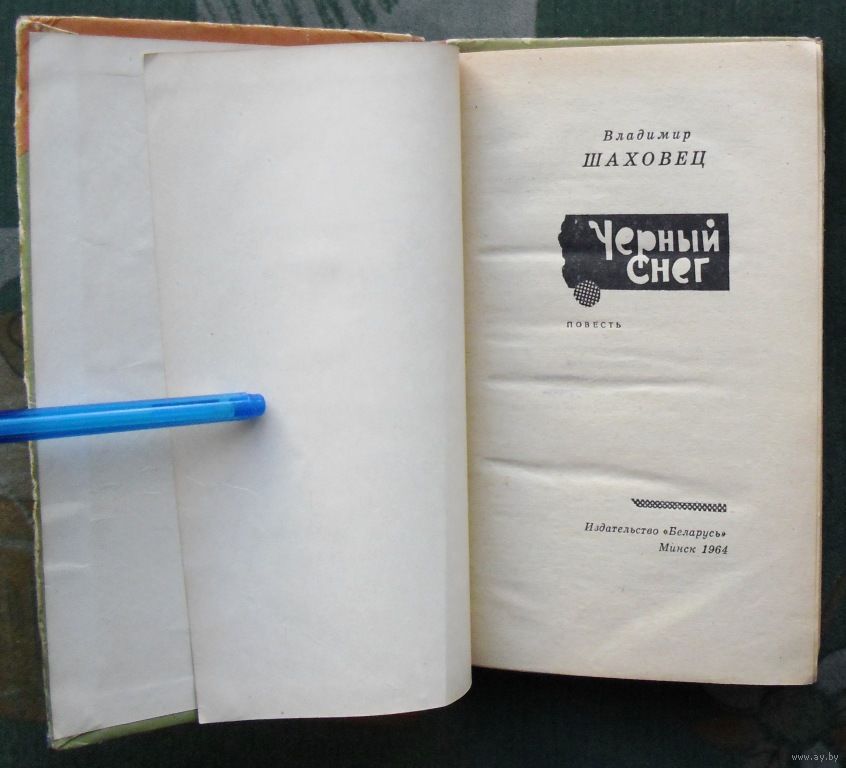 Владимир
ШАХОВЕЦ
Черный
Снег
ПОВЕСТЬ
Издательство «Беларусь»
Минск 1964
www.ay.by